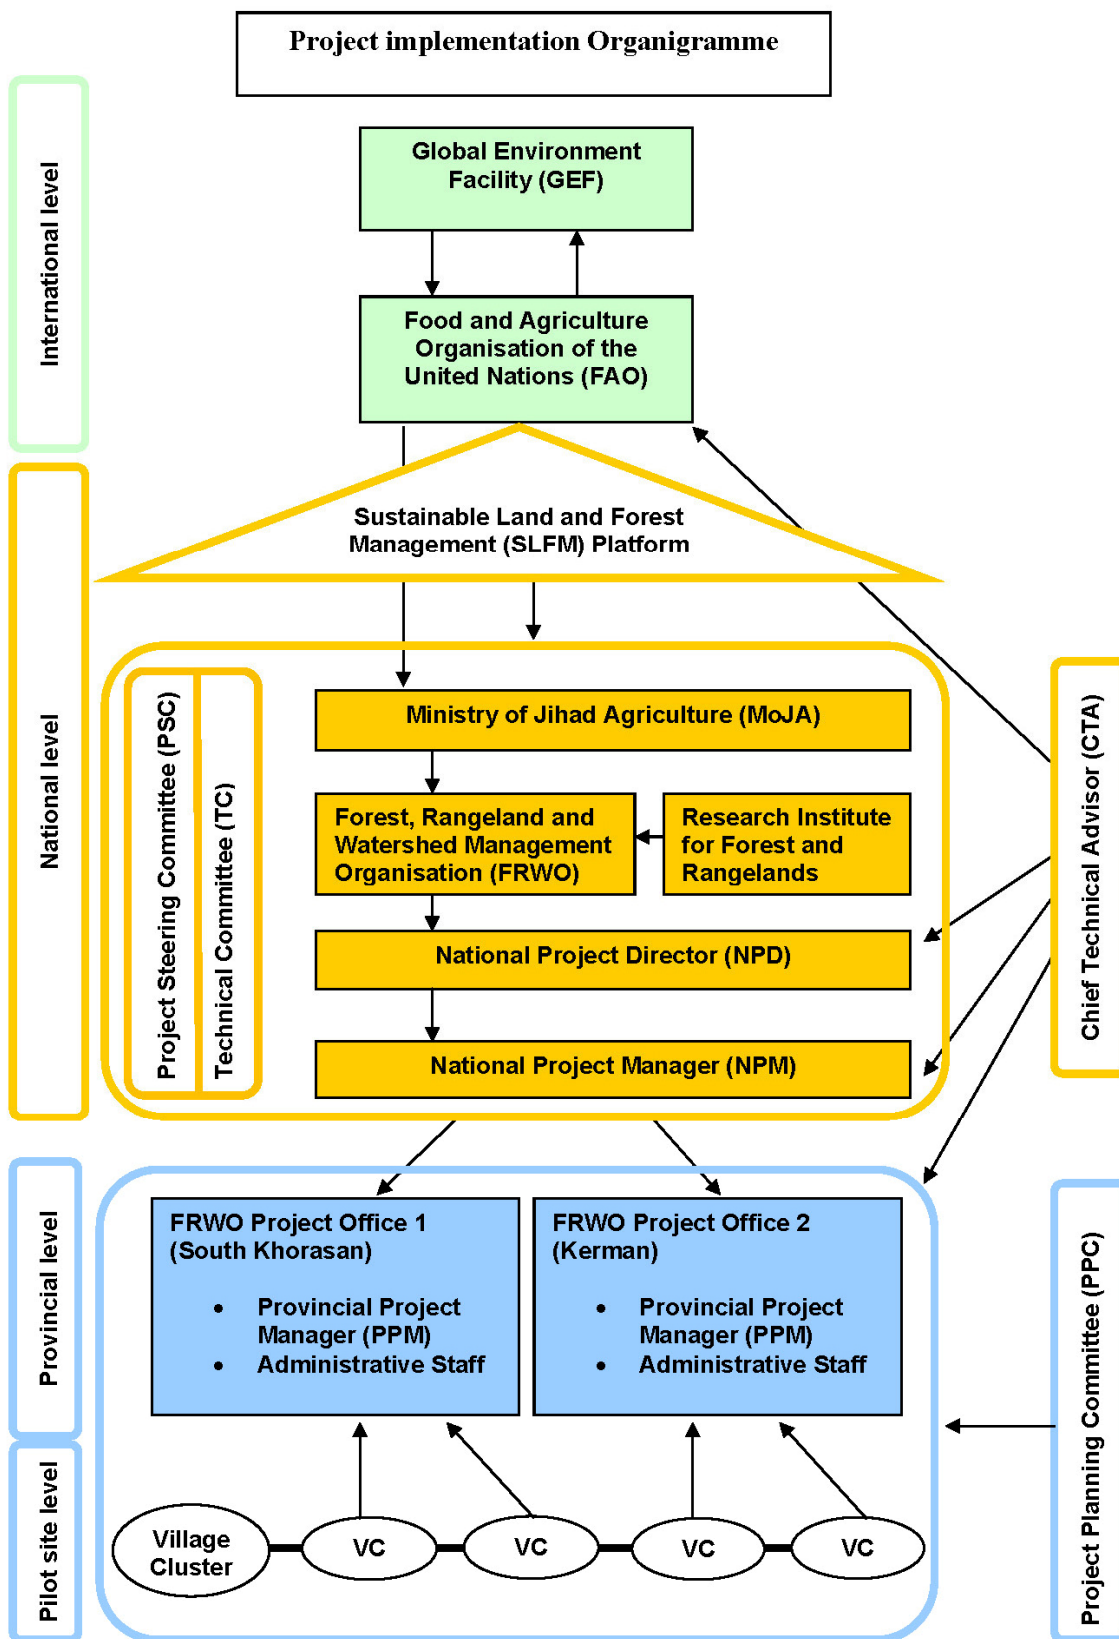 Project implementation Organigramme
International level
Global Environment
Facility (GEF)
Food and Agriculture
Organisation of the
United Nations (FAO)
National level
Sustainable Land and Forest
Management (SLFM) Platform
Project Steering Committee (PSC)
Technical Committee (TC)
Ministry of Jihad Agriculture (MoJA)
Forest, Rangeland and
Watershed Management
Organisation (FRWO)
Research Institute
for Forest and
Rangelands
National Project Director (NPD)
National Project Manager (NPM)
Chief Technical Advisor (CTA)
Provincial level
FRWO Project Office 1
(South Khorasan)
• Provincial Project
Manager (PPM)
• Administrative Staff
FRWO Project Office 2
(Kerman)
• Provincial Project
Manager (PPM)
• Administrative Staff
Project Planning Committee (PPC)
Pilot site level
Village
Cluster
VC
VC
VC
VC